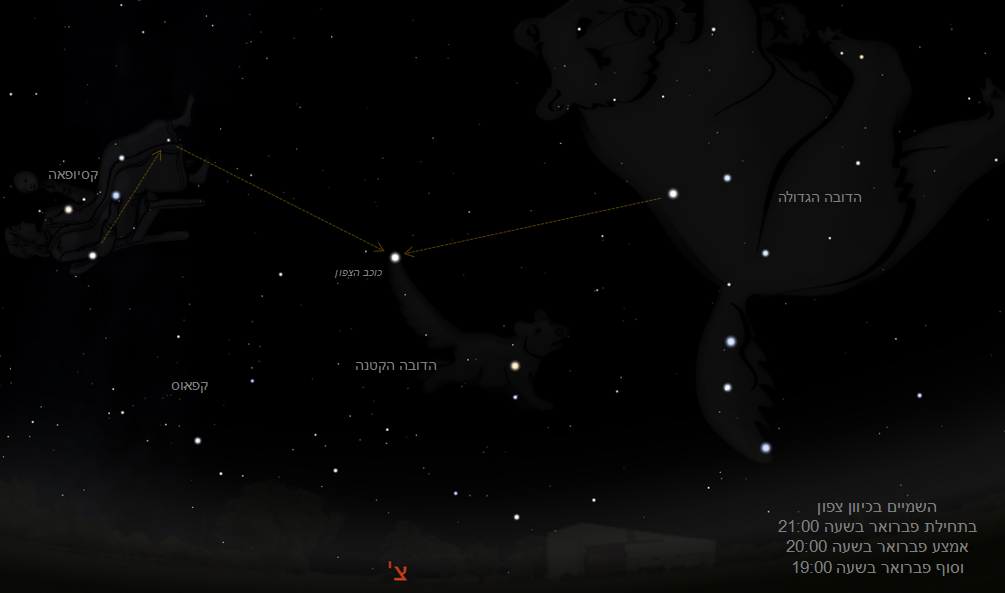 קסיופאה
הדובה הגדולה
כוכב הצפון
הדובה הקטנה
קפאוס
השמיים בכיוון צפון
בתחילת פברואר בשעה 21:00
אמצע פברואר בשעה 20:00
וסוף פברואר בשעה 19:00
צ'